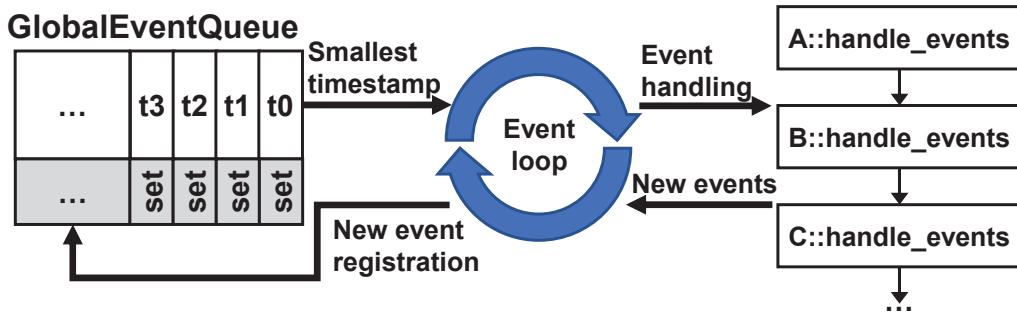 GlobalEventQueue
... t3 t2 t1 t0
... set set set set
Smallest
timestamp
Event
loop
New event
registration
Event
handling
New events
A::handle_events
B::handle_events
C::handle_events
...